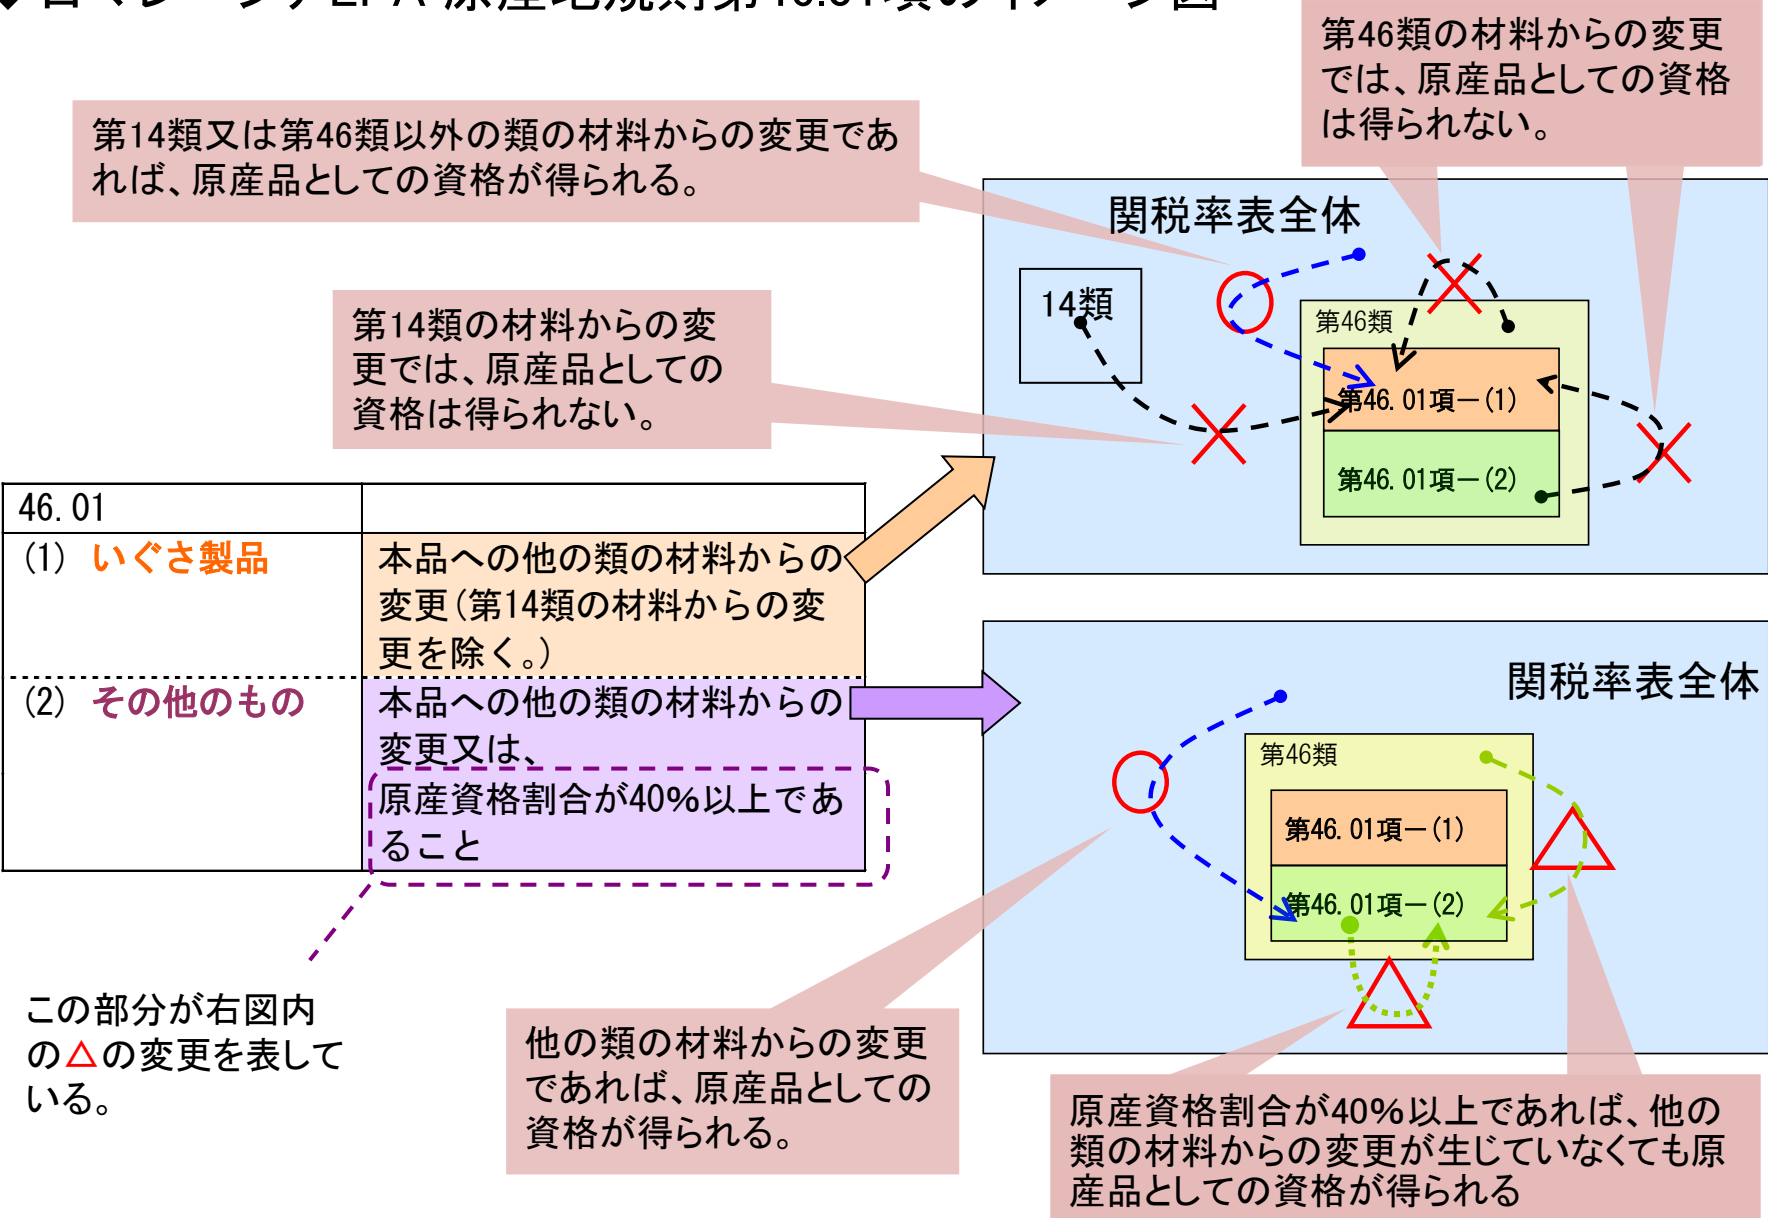 第46類の材料からの変更
では、原産品としての資格
は得られない。
第14類又は第46類以外の類の材料からの変更であ
れば、原産品としての資格が得られる。
関税率表全体
14類
第46類
第46.01項ー(1)
第46.01項ー(2)
第14類の材料からの変
更では、原産品としての
資格は得られない。
46.01
(1) いぐさ製品
本品への他の類の材料からの
変更(第14類の材料からの変
更を除く。)
(2) その他のもの
本品への他の類の材料からの
変更又は、
原産資格割合が40%以上であ
ること
関税率表全体
第46類
第46.01項ー(1)
第46.01項ー(2)
この部分が右図内
の△の変更を表して
いる。
他の類の材料からの変更
であれば、原産品としての
資格が得られる。
原産資格割合が40%以上であれば、他の
類の材料からの変更が生じていなくても原
産品としての資格が得られる